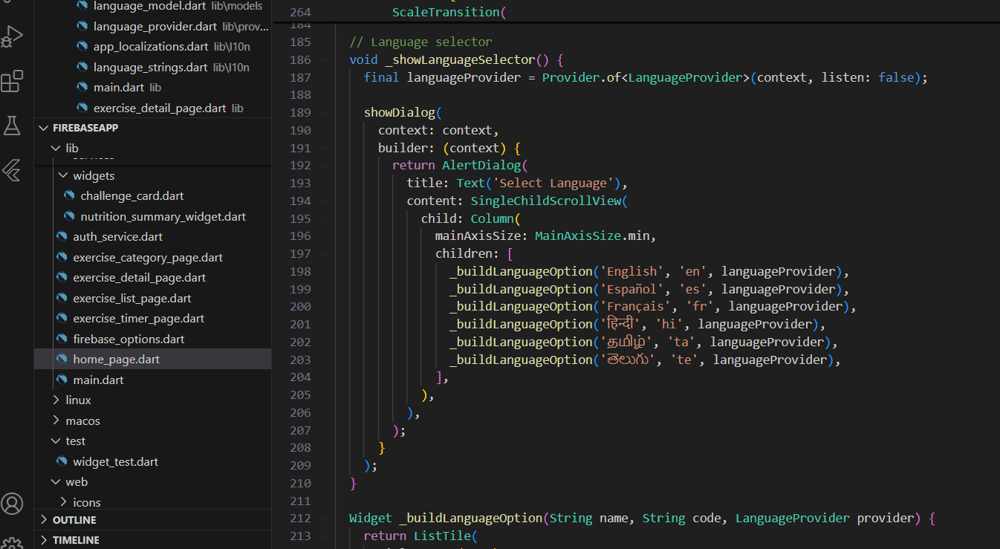 language_model.dart lib\models
language_provider.dart lib\prov...
app_localizations.dart lib\l10n
language_strings.dart lib\l10n
main.dart lib
exercise_detail_page.dart lib
FIREBASEAPP
lib
widgets
challenge_card.dart
nutrition_summary_widget.dart
auth_service.dart
exercise_category_page.dart
exercise_detail_page.dart
exercise_list_page.dart
exercise_timer_page.dart
firebase_options.dart
home_page.dart
main.dart
linux
macos
test
widget_test.dart
web
icons
OUTLINE
TIMELINE
264 ScaleTransition(
184
185 // Language selector
186 void _showLanguageSelector() {
187 final languageProvider = Provider.of<LanguageProvider>(context, listen: false);
188
189 showDialog(
190 context: context,
191 builder: (context) {
192 return AlertDialog(
193 title: Text('Select Language'),
194 content: SingleChildScrollView(
195 child: Column(
196 mainAxisSize: MainAxisSize.min,
197 children: [
198 _buildLanguageOption('English', 'en', languageProvider),
199 _buildLanguageOption('Español', 'es', languageProvider),
200 _buildLanguageOption('Français', 'fr', languageProvider),
201 _buildLanguageOption('हिन्दी', 'hi', languageProvider),
202 _buildLanguageOption('தமிழ்', 'ta', languageProvider),
203 _buildLanguageOption('తెలుగు', 'te', languageProvider),
204 ],
205 ),
206 ),
207 );
208 }
209 );
210 }
211
212 Widget _buildLanguageOption(String name, String code, LanguageProvider provider) {
213 return ListTile(